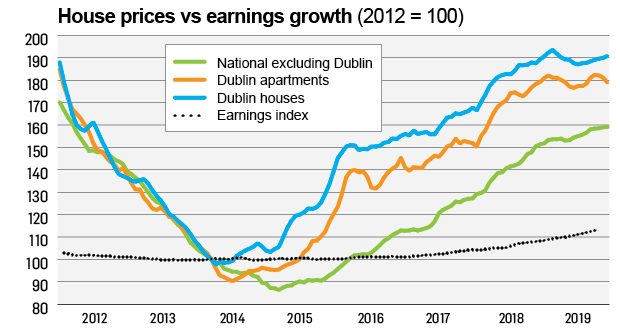 House prices vs earnings growth (2012 = 100)
200
190
180
170
160
150
140
130
120
110
100
90
80
National excluding Dublin
Dublin apartments
Dublin houses
Earnings index
2012 2013 2014 2015 2016 2017 2018 2019